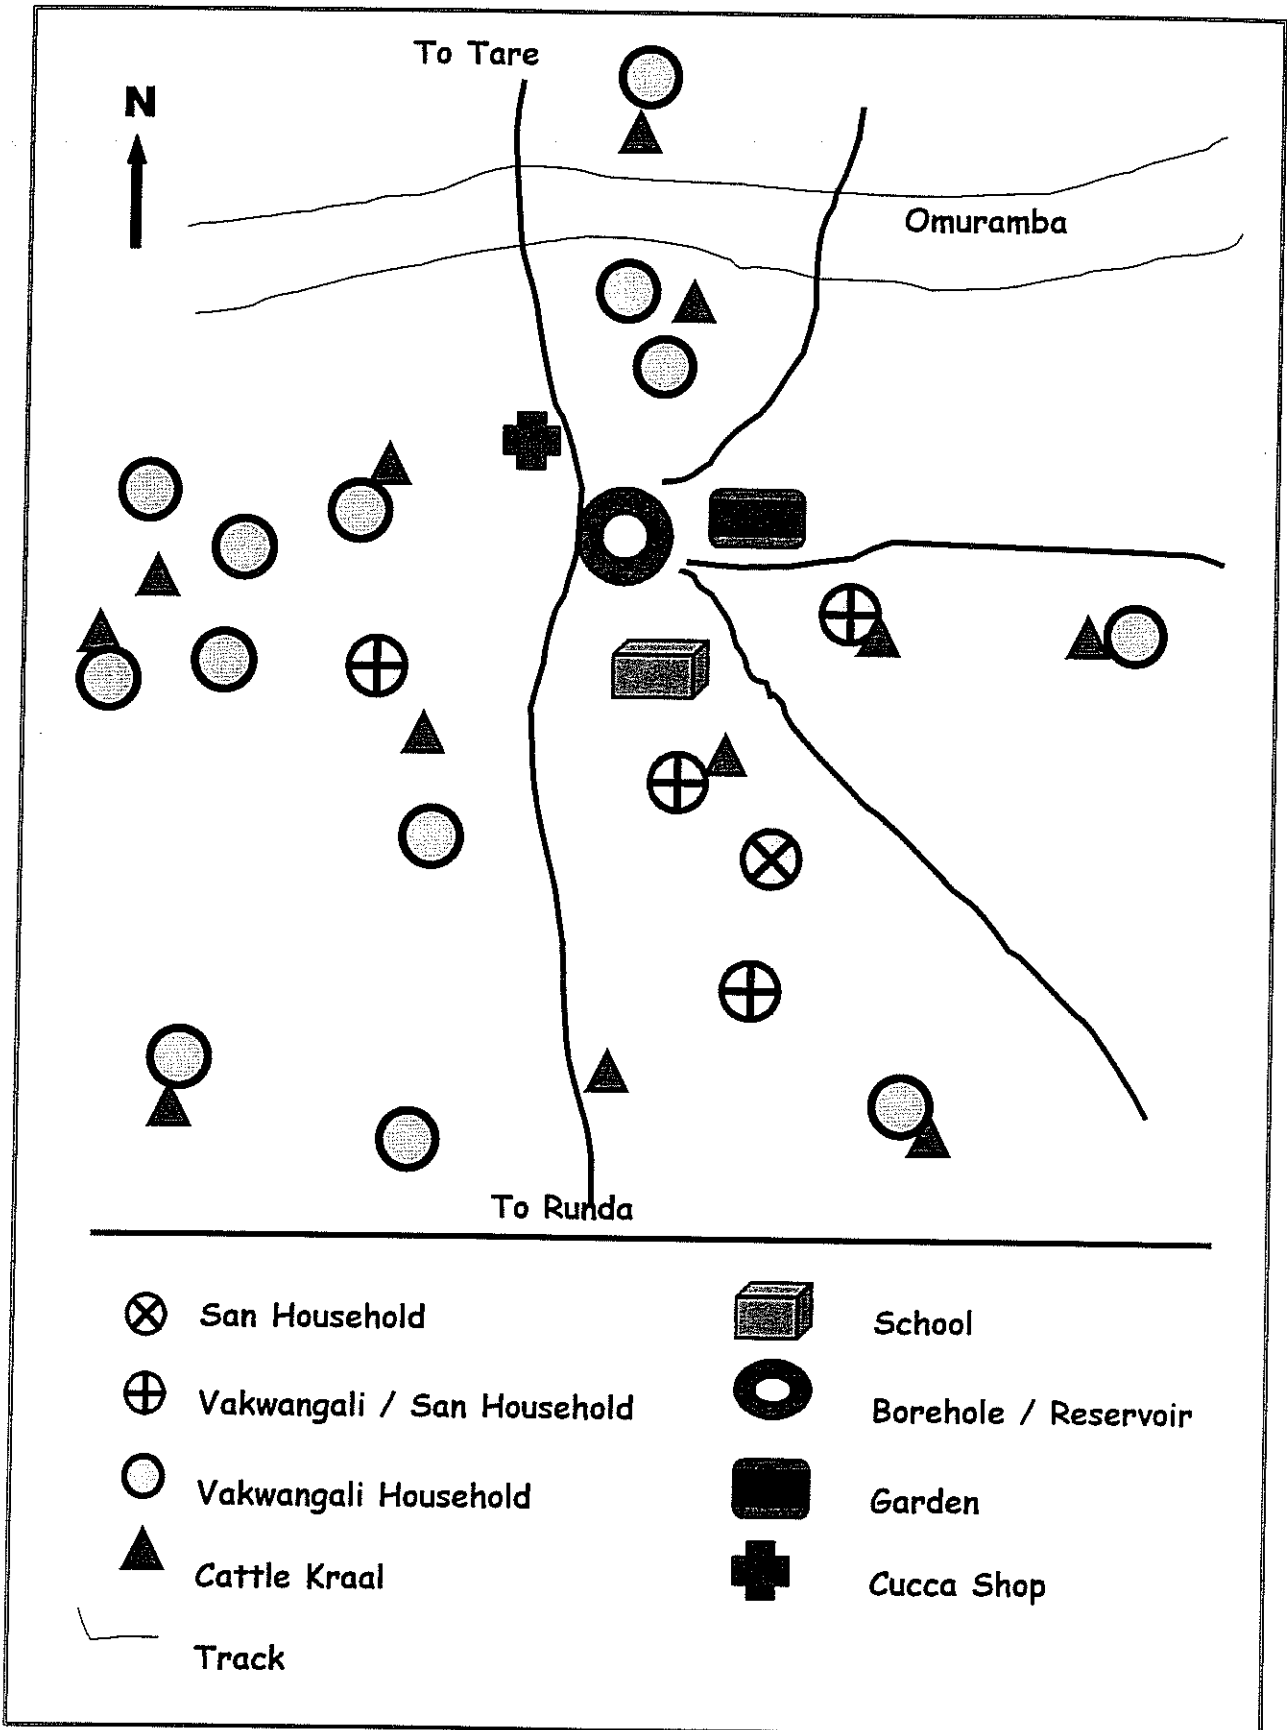 To Tare
N
Omuramba
To Runda
San Household
School
Vakwangali / San Household
Borehole / Reservoir
Vakwangali Household
Garden
Cattle Kraal
Cucca Shop
Track